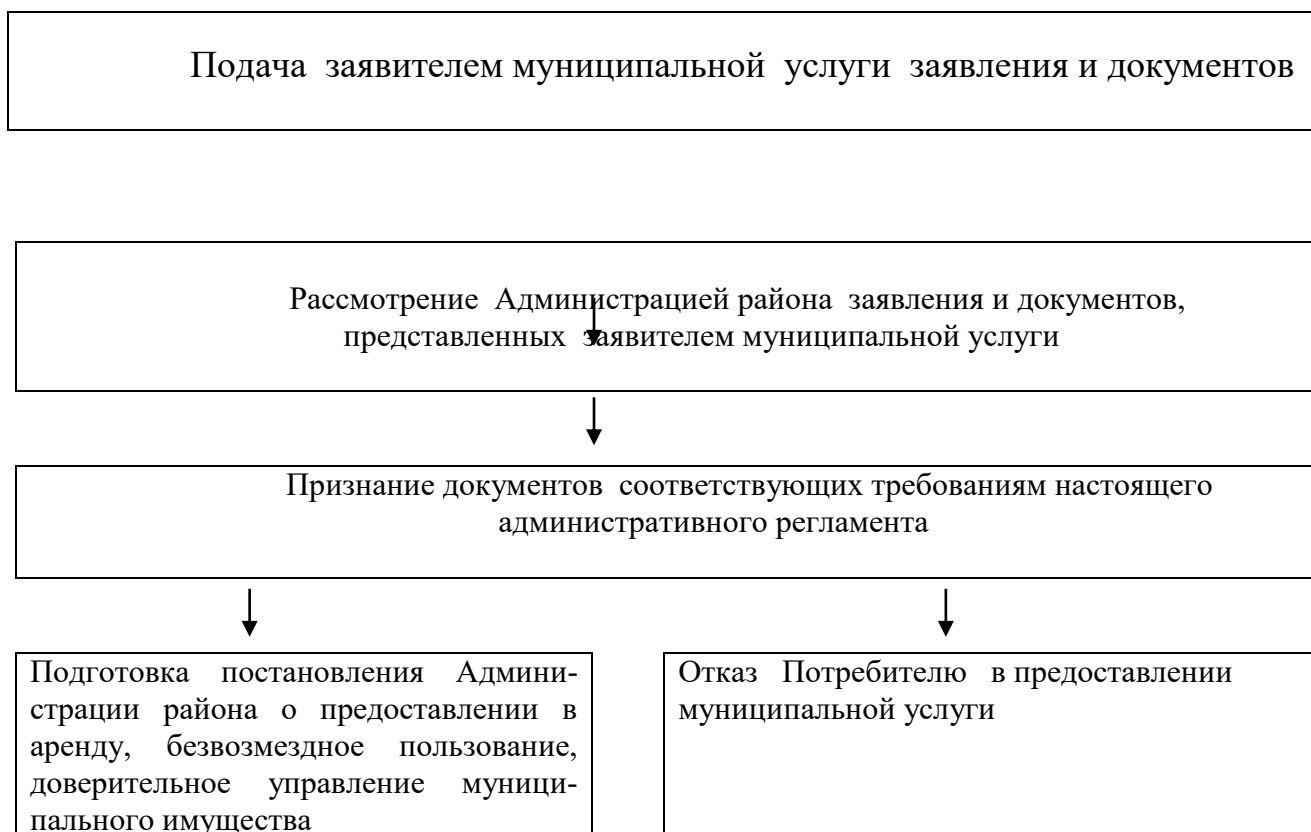 Подача заявителем муниципальной услуги заявления и документов
Рассмотрение Администрацией района заявления и документов,
представленных заявителем муниципальной услуги
Признание документов соответствующих требованиям настоящего
административного регламента
Подготовка постановления Админи-
страции района о предоставлении в
аренду, безвозмездное пользование,
доверительное управление муници-
пального имущества
Отказ Потребителю в предоставлении
муниципальной услуги